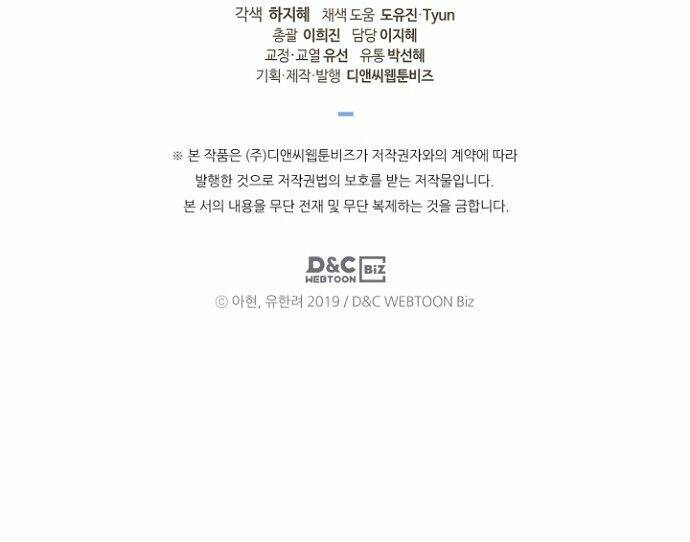 각색 하지혜 채색 도움 도유진·Tyun
총괄 이희진 담당 이지혜
교정·교열 유선 유통 박선혜
기획·제작·발행 디앤씨웹툰비즈
※ 본 작품은 (주)디앤씨웹툰비즈가 저작권자와의 계약에 따라
발행한 것으로 저작권법의 보호를 받는 저작물입니다.
본 서의 내용을 무단 전재 및 무단 복제하는 것을 금합니다.
D&C
WEBTOON BiZ
ⓒ 아현, 유한려 2019 / D&C WEBTOON Biz